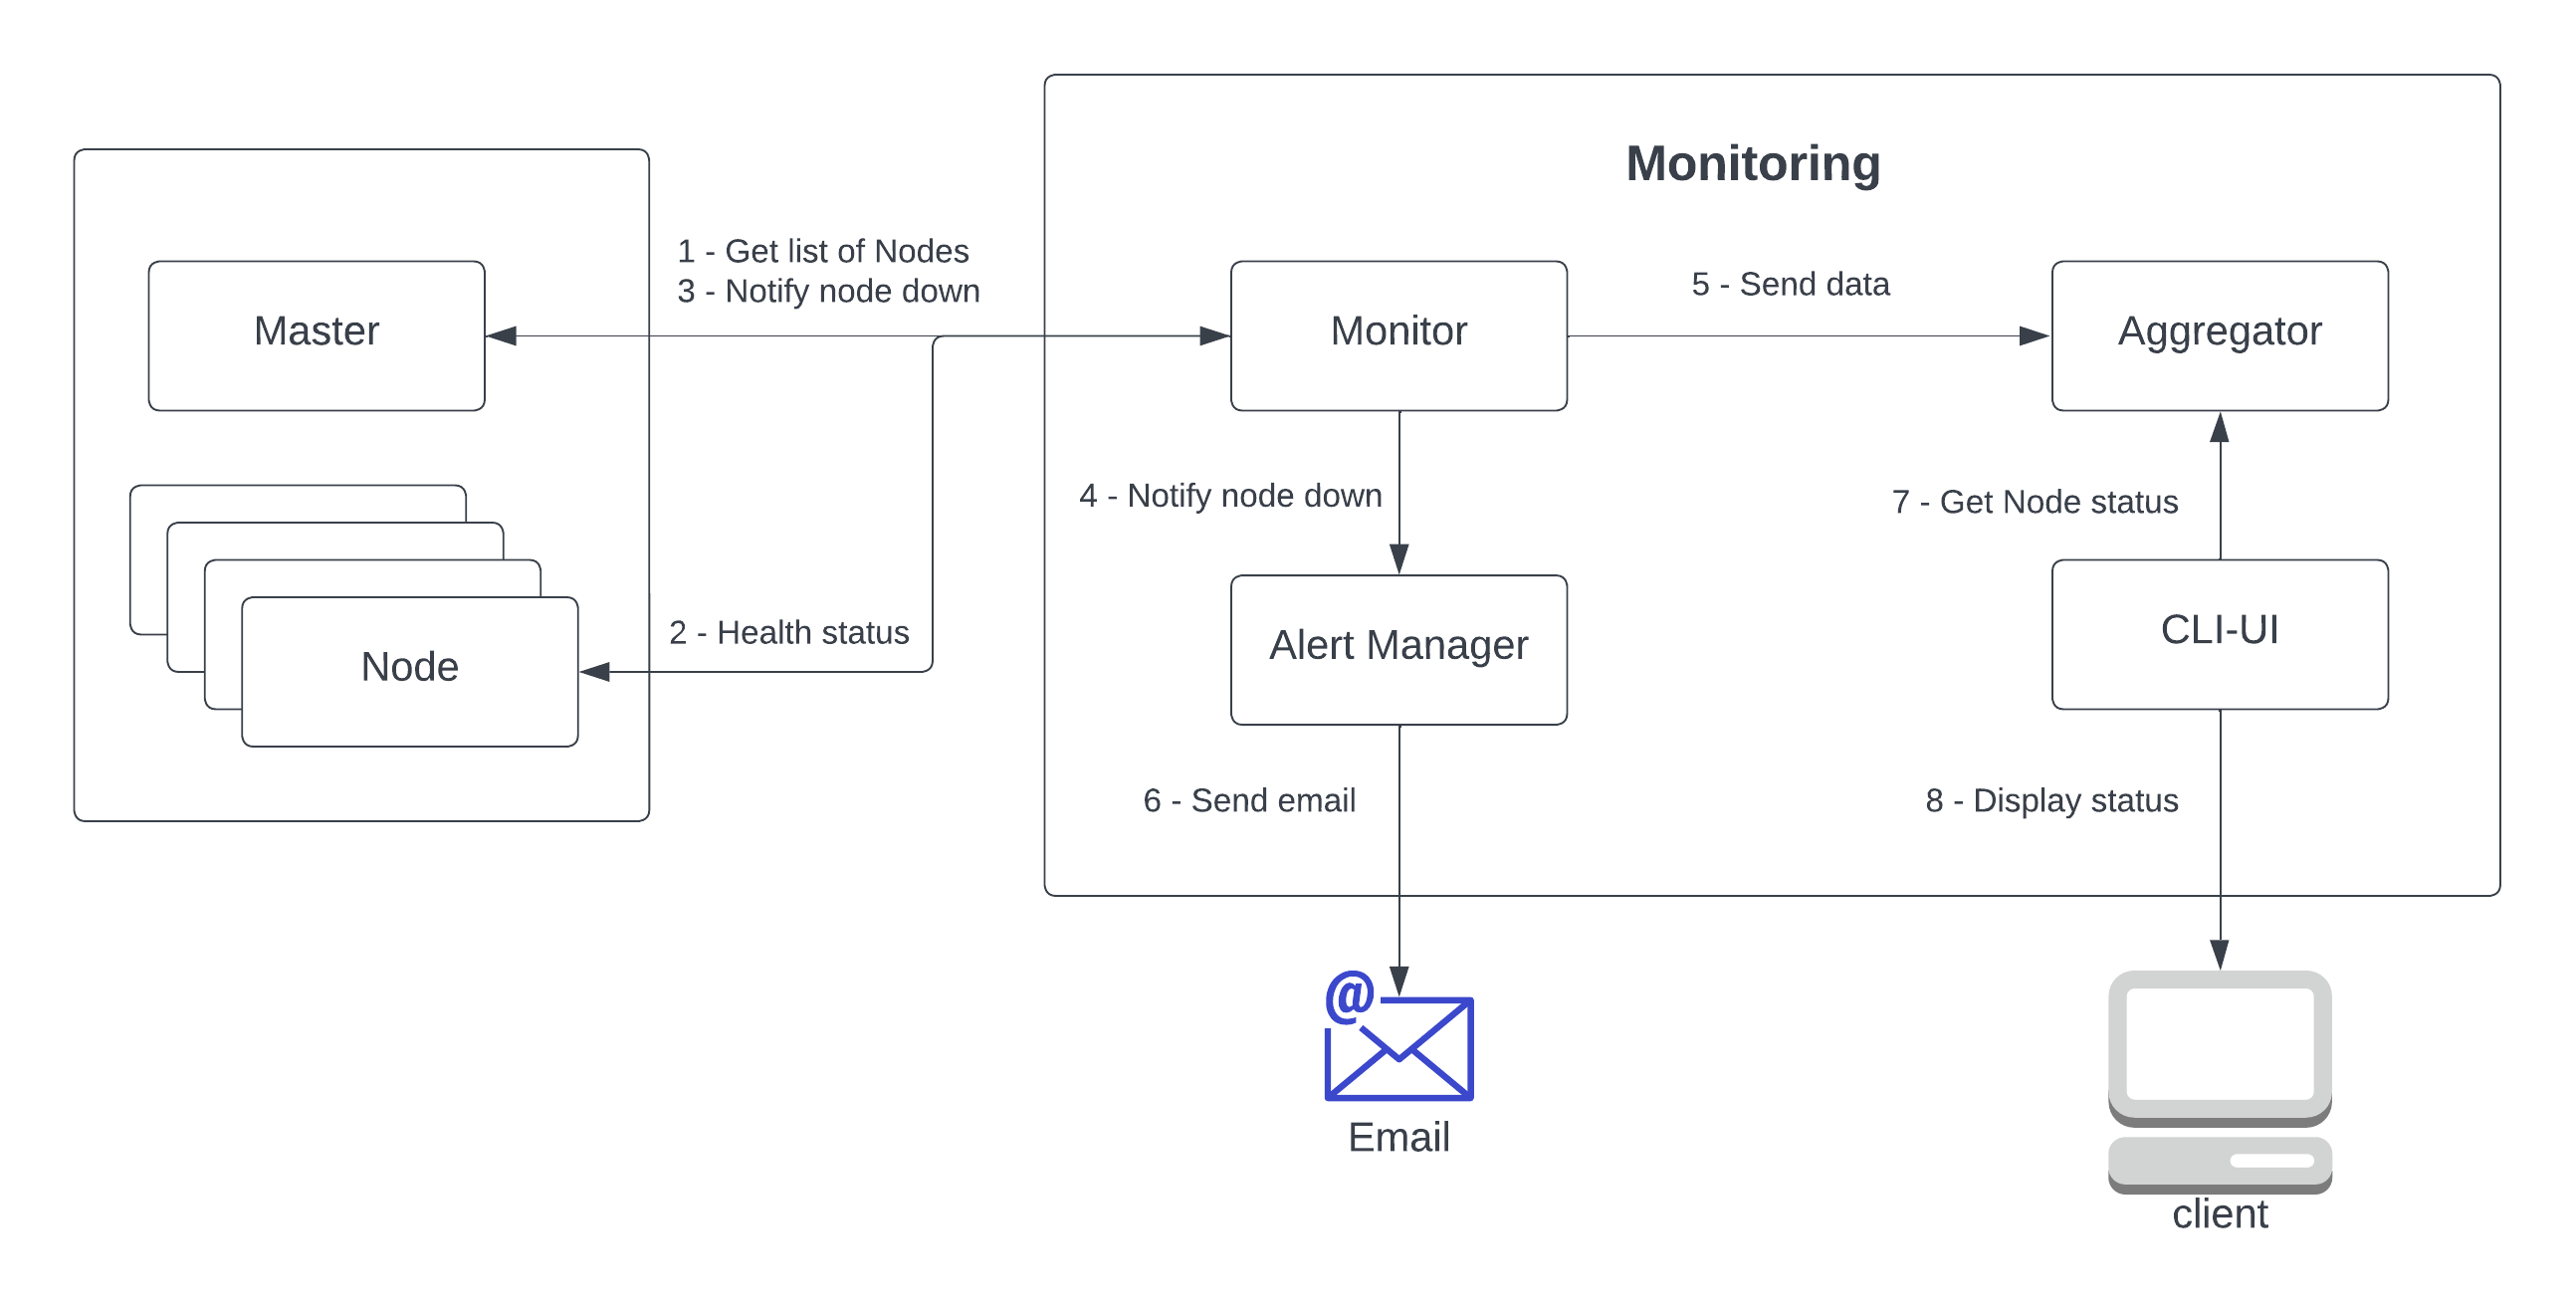 Monitoring
1 - Get list of Nodes
3 - Notify node down
Master
Monitor
5 - Send data
Aggregator
4 - Notify node down
7 - Get Node status
2 - Health status
Node
Alert Manager
CLI-UI
6 - Send email
8 - Display status
@
Email
client